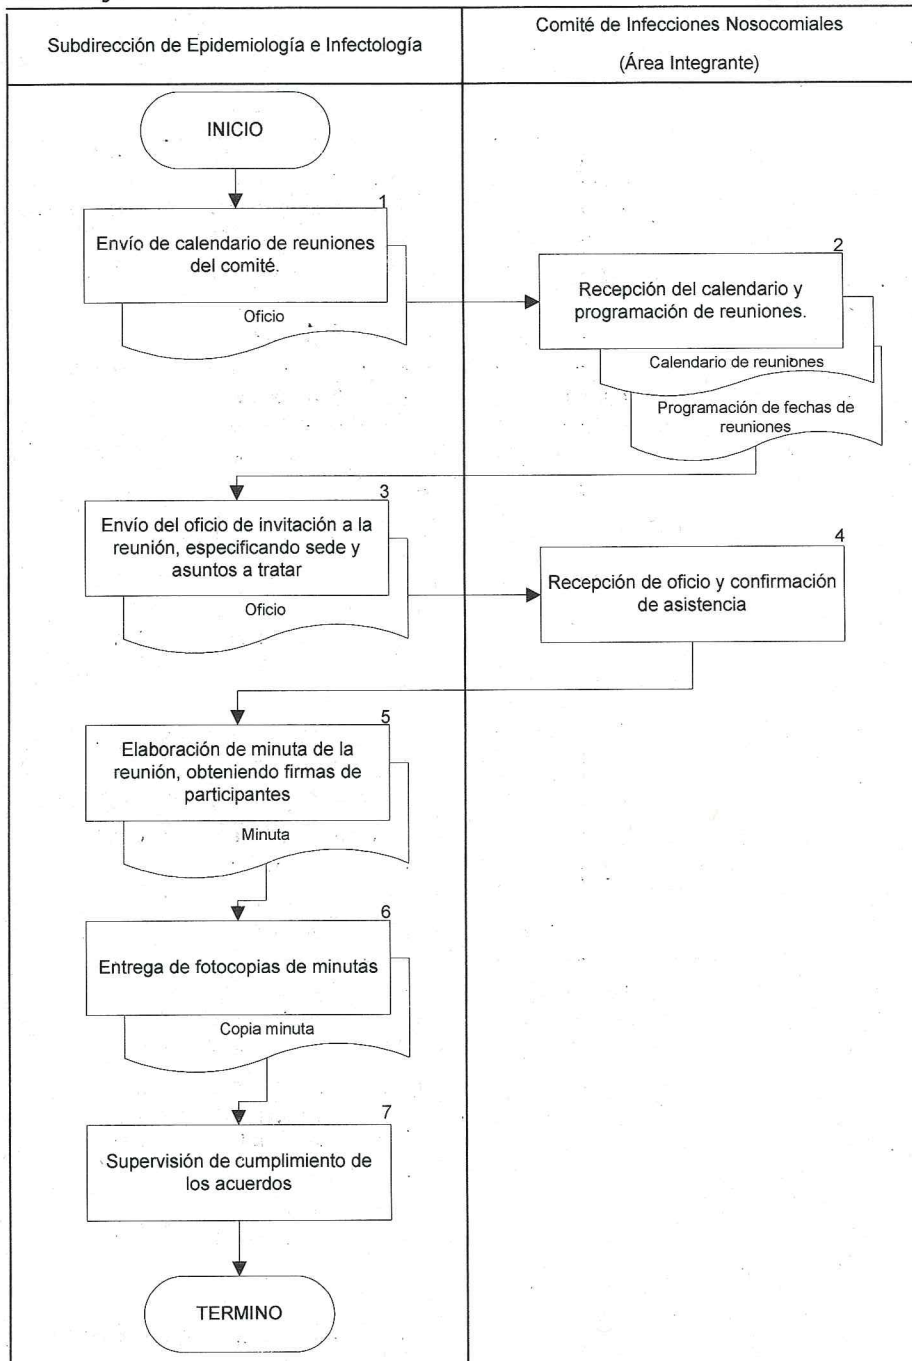 Subdirección de Epidemiología e Infectología
Comité de Infecciones Nosocomiales
(Área Integrante)
INICIO
1
Envío de calendario de reuniones
del comité.
Oficio
2
Recepción del calendario y
programación de reuniones.
Calendario de reuniones
Programación de fechas de
reuniones
3
Envío del oficio de invitación a la
reunión, especificando sede y
asuntos a tratar
Oficio
4
Recepción de oficio y confirmación
de asistencia
5
Elaboración de minuta de la
reunión, obteniendo firmas de
participantes
Minuta
6
Entrega de fotocopias de minutas
Copia minuta
7
Supervisión de cumplimiento de
los acuerdos
TERMINO